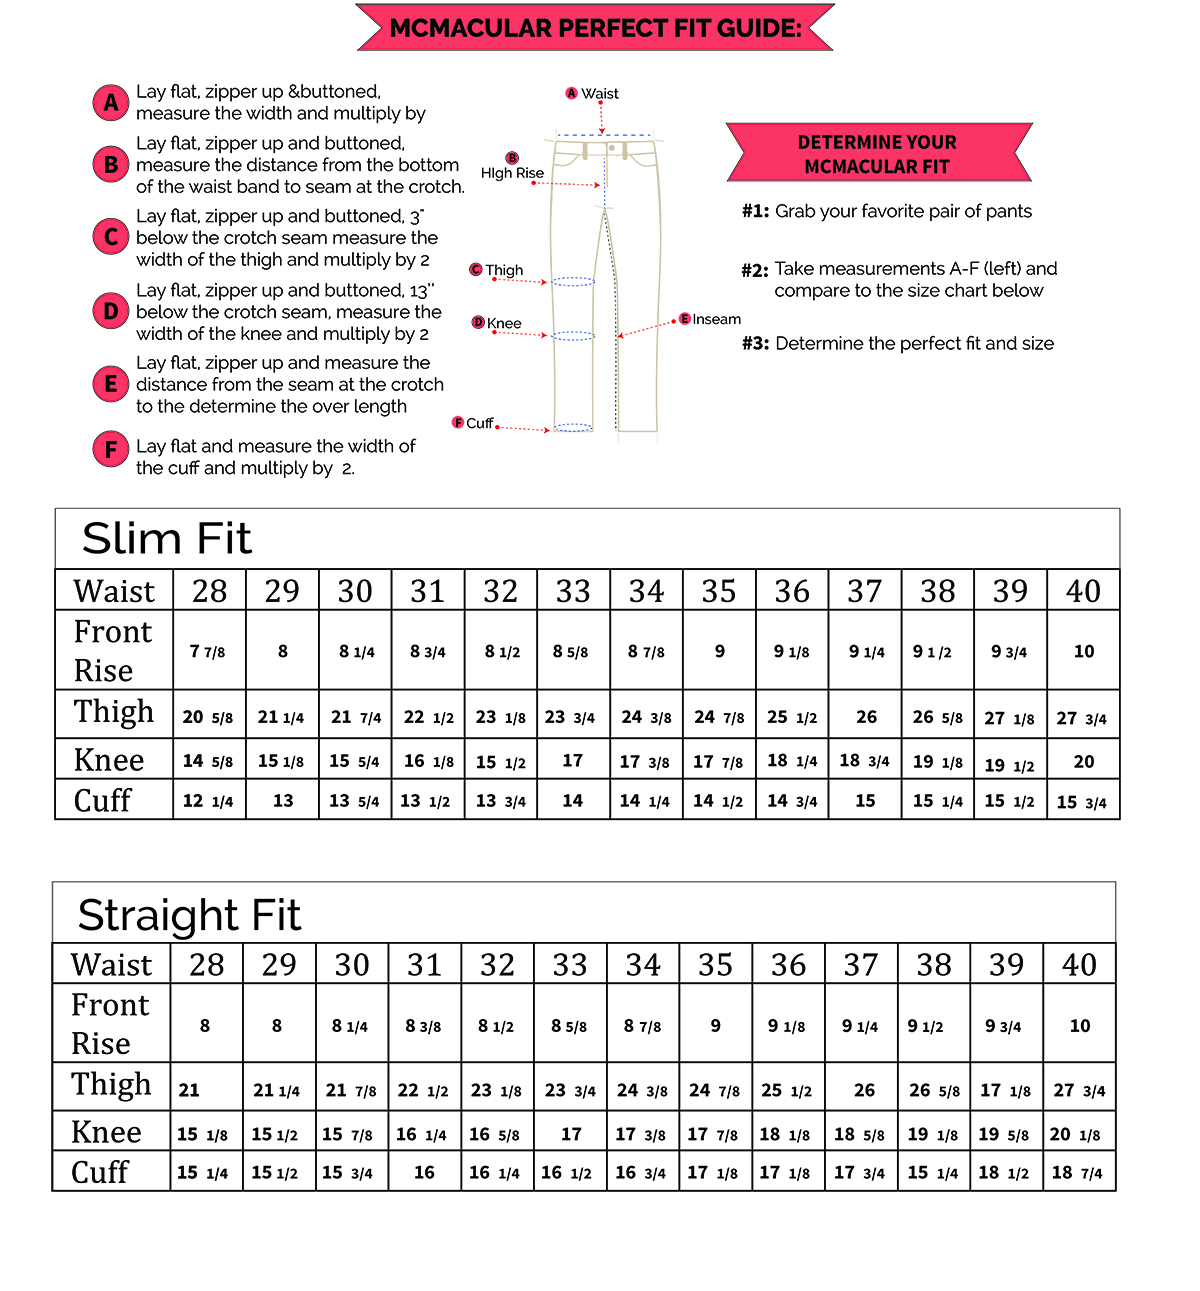 MCMACULAR PERFECT FIT GUIDE:
A
Lay flat, zipper up &buttoned,
measure the width and multiply by
B
Lay flat, zipper up and buttoned,
measure the distance from the bottom
of the waist band to seam at the crotch.
C
Lay flat, zipper up and buttoned, 3"
below the crotch seam measure the
width of the thigh and multiply by 2
D
Lay flat, zipper up and buttoned, 13''
below the crotch seam, measure the
width of the knee and multiply by 2
E
Lay flat, zipper up and measure the
distance from the seam at the crotch
to the determine the over length
F
Lay flat and measure the width of
the cuff and multiply by 2.
A Waist
B
HIgh Rise
C Thigh
D Knee
E Inseam
F Cuff
DETERMINE YOUR
MCMACULAR FIT
#1: Grab your favorite pair of pants
#2: Take measurements A-F (left) and
compare to the size chart below
#3: Determine the perfect fit and size
Slim Fit
Waist 28 29 30 31 32 33 34 35 36 37 38 39 40
Front
Rise
7 7/8 8 8 1/4 8 3/4 8 1/2 8 5/8 8 7/8 9 9 1/8 9 1/4 9 1 /2 9 3/4 10
Thigh 20 5/8 21 1/4 21 7/4 22 1/2 23 1/8 23 3/4 24 3/8 24 7/8 25 1/2 26 26 5/8 27 1/8 27 3/4
Knee 14 5/8 15 1/8 15 5/4 16 1/8 15 1/2 17 17 3/8 17 7/8 18 1/4 18 3/4 19 1/8 19 1/2 20
Cuff 12 1/4 13 13 5/4 13 1/2 13 3/4 14 14 1/4 14 1/2 14 3/4 15 15 1/4 15 1/2 15 3/4
Straight Fit
Waist 28 29 30 31 32 33 34 35 36 37 38 39 40
Front
Rise
8 8 8 1/4 8 3/8 8 1/2 8 5/8 8 7/8 9 9 1/8 9 1/4 9 1/2 9 3/4 10
Thigh 21 21 1/4 21 7/8 22 1/2 23 1/8 23 3/4 24 3/8 24 7/8 25 1/2 26 26 5/8 17 1/8 27 3/4
Knee 15 1/8 15 1/2 15 7/8 16 1/4 16 5/8 17 17 3/8 17 7/8 18 1/8 18 5/8 19 1/8 19 5/8 20 1/8
Cuff 15 1/4 15 1/2 15 3/4 16 16 1/4 16 1/2 16 3/4 17 1/8 17 1/8 17 3/4 15 1/4 18 1/2 18 7/4